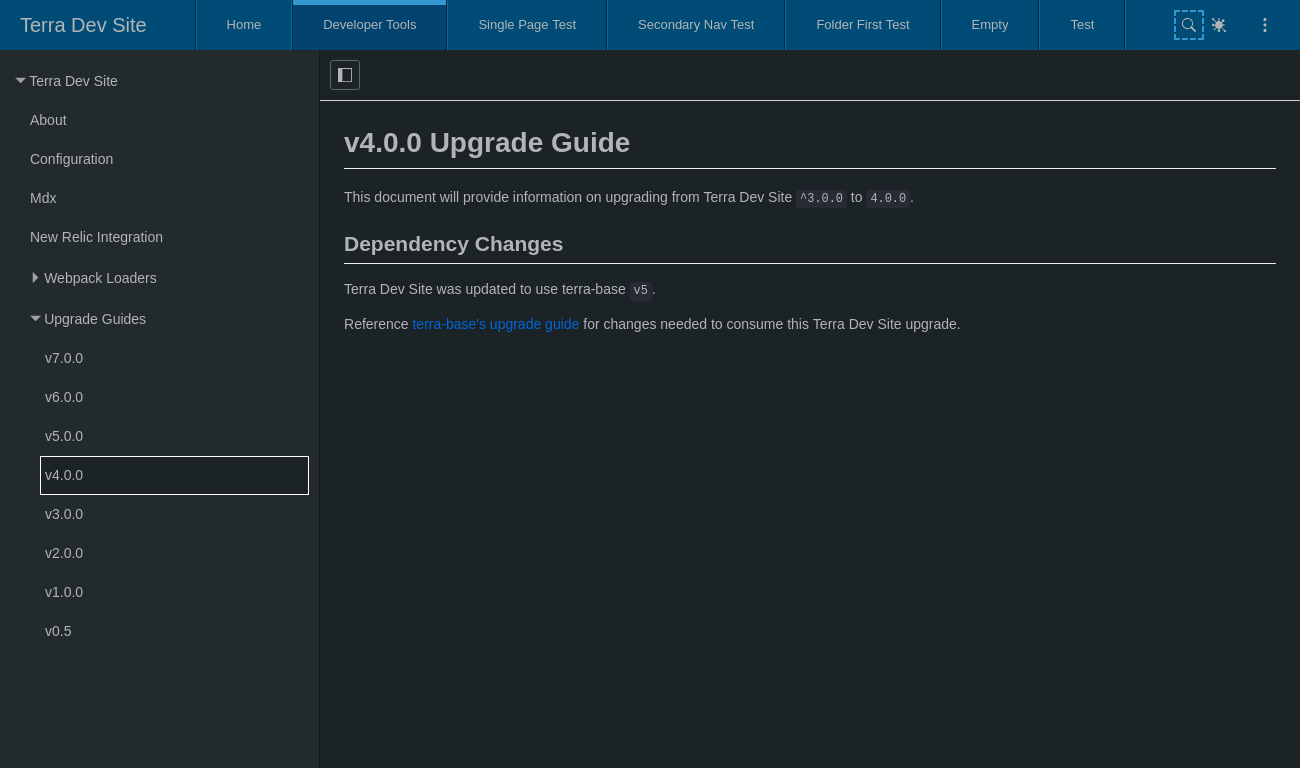 Terra Dev Site
Home
Developer Tools
Single Page Test
Secondary Nav Test
Folder First Test
Empty
Test
Terra Dev Site
About
Configuration
Mdx
New Relic Integration
Webpack Loaders
Upgrade Guides
v7.0.0
v6.0.0
v5.0.0
v4.0.0
v3.0.0
v2.0.0
v1.0.0
v0.5
v4.0.0 Upgrade Guide
This document will provide information on upgrading from Terra Dev Site ^3.0.0 to 4.0.0.
Dependency Changes
Terra Dev Site was updated to use terra-base v5.
Reference terra-base's upgrade guide for changes needed to consume this Terra Dev Site upgrade.